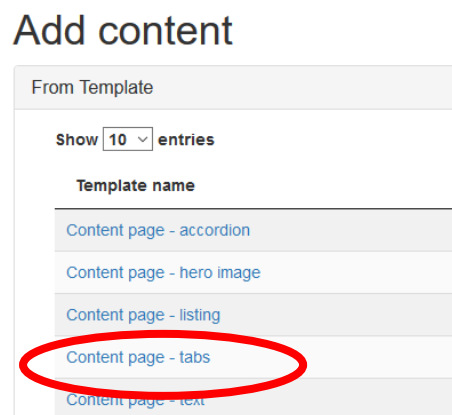 Add content
From Template
Show 10 entries
Template name
Content page - accordion
Content page - hero image
Content page - listing
Content page - tabs
Content page - text